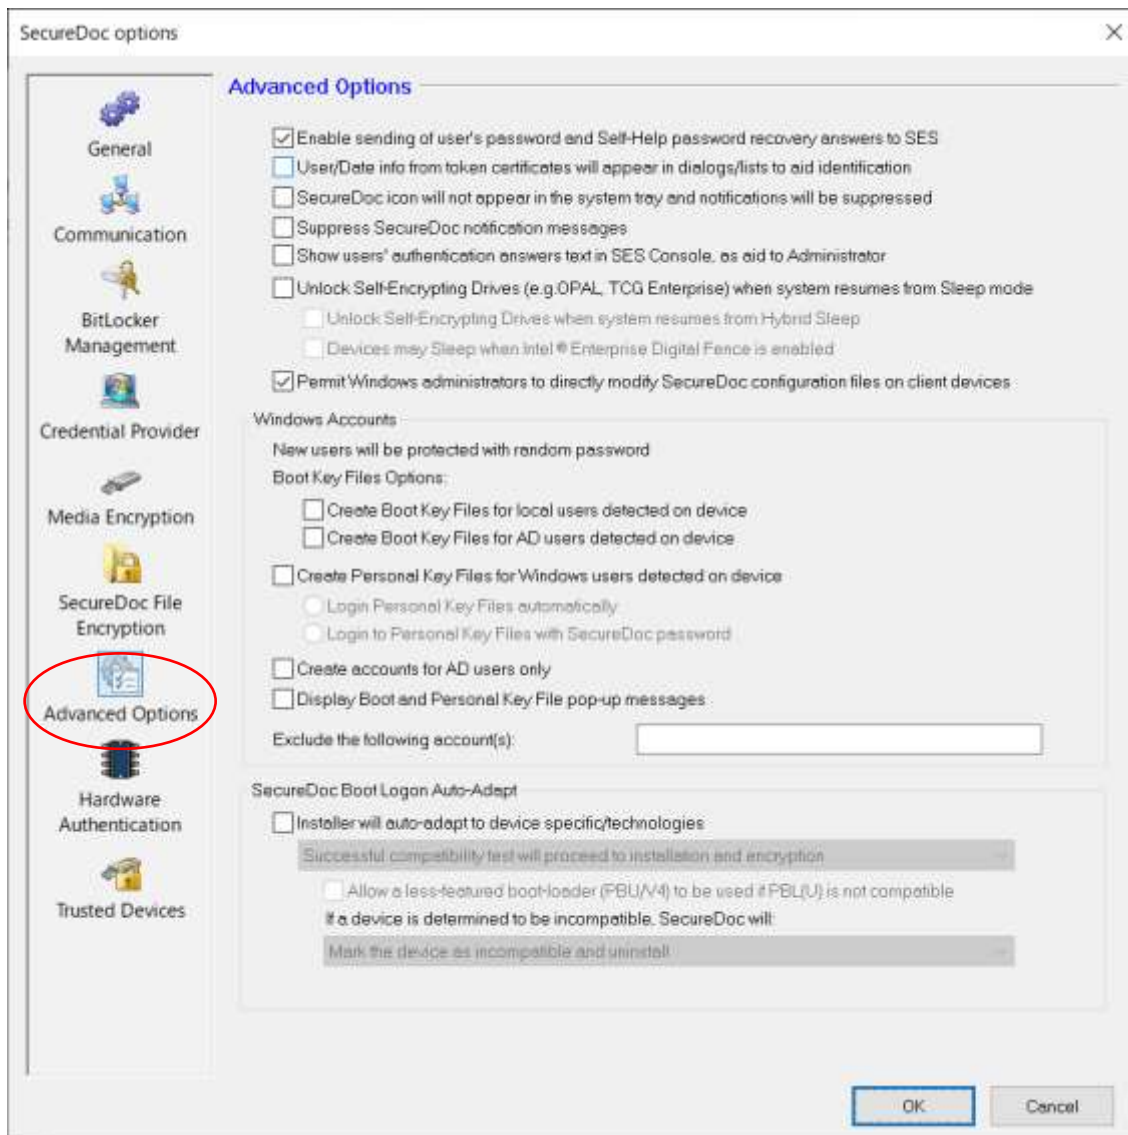 SecureDoc options
General
Communication
BitLocker
Management
Credential Provider
Media Encryption
SecureDoc File
Encryption
Advanced Options
Hardware
Authentication
Trusted Devices
Advanced Options
Enable sending of user's password and Self-Help password recovery answers to SES
User/Date info from token certificates will appear in dialogs/lists to aid identification
SecureDoc icon will not appear in the system tray and notifications will be suppressed
Suppress SecureDoc notification messages
Show users' authentication answers text in SES Console, as aid to Administrator
Unlock Self-Encrypting Drives (e.g.OPAL, TCG Enterprise) when system resumes from Sleep mode
Unlock Self-Encrypting Drives when system resumes from Hybrid Sleep
Devices may Sleep when Intel ® Enterprise Digital Fence is enabled
Permit Windows administrators to directly modify SecureDoc configuration files on client devices
Windows Accounts
New users will be protected with random password
Boot Key Files Options:
Create Boot Key Files for local users detected on device
Create Boot Key Files for AD users detected on device
Create Personal Key Files for Windows users detected on device
Login Personal Key Files automatically
Login to Personal Key Files with SecureDoc password
Create accounts for AD users only
Display Boot and Personal Key File pop-up messages
Exclude the following account(s):
SecureDoc Boot Logon Auto-Adapt
Installer will auto-adapt to device specific/technologies
Successful compatibility test will proceed to installation and encryption
Allow a less-featured boot-loader (PBU/V4) to be used if PBL(U) is not compatible
If a device is determined to be incompatible, SecureDoc will:
Mark the device as incompatible and uninstall
OK
Cancel